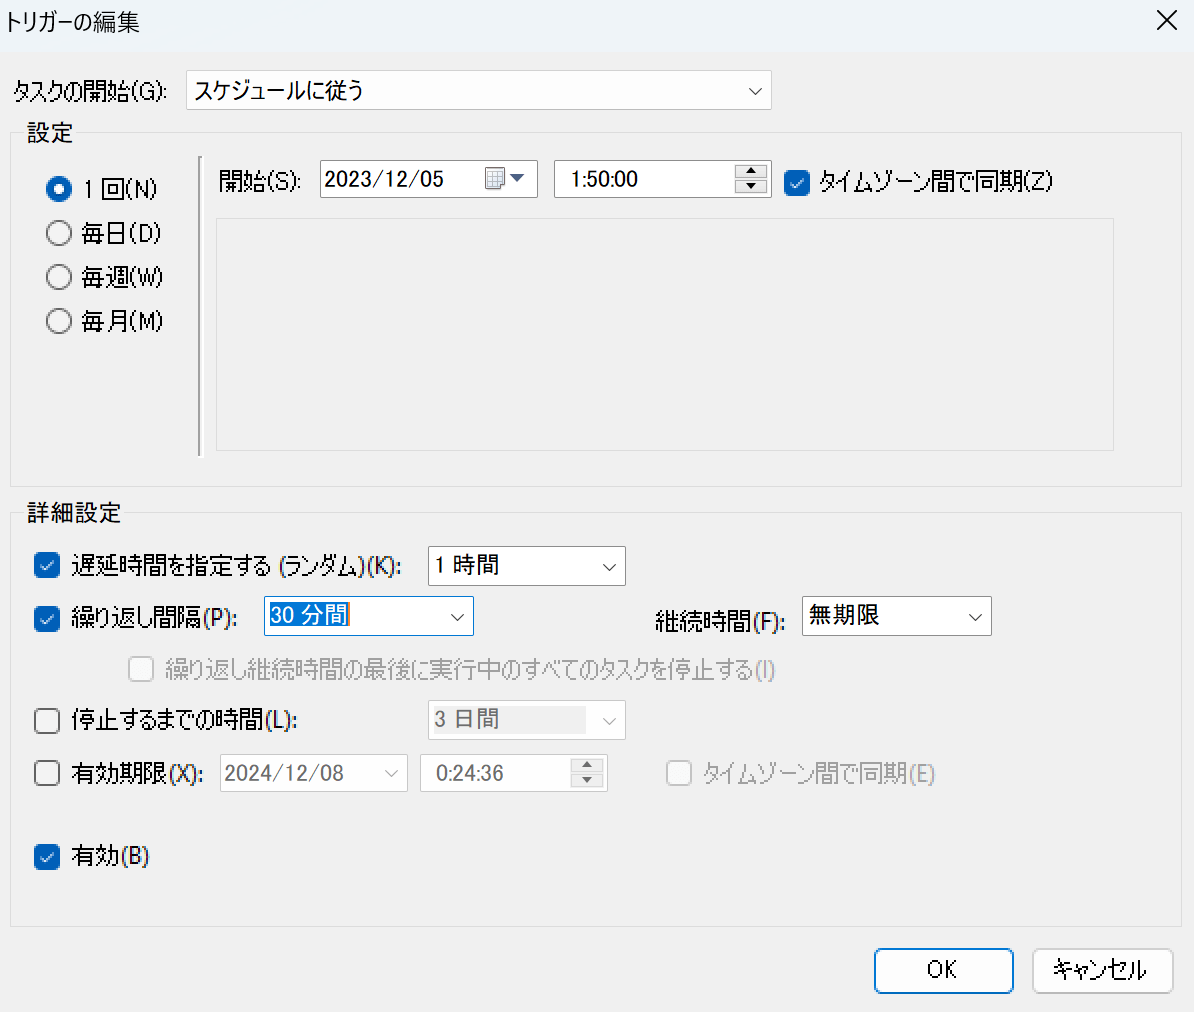 トリガーの編集
タスクの開始(G): スケジュールに従う
設定
1 回(N)
毎日(D)
毎週(W)
毎月(M)
開始(S): 2023/12/05 1:50:00 タイムゾーン間で同期(Z)
詳細設定
遅延時間を指定する (ランダム)(K): 1 時間
繰り返し間隔(P): 30 分間 継続時間(F): 無期限
繰り返し継続時間の最後に実行中のすべてのタスクを停止する(I)
停止するまでの時間(L): 3 日間
有効期限(X): 2024/12/08 0:24:36 タイムゾーン間で同期(E)
有効(B)
OK キャンセル